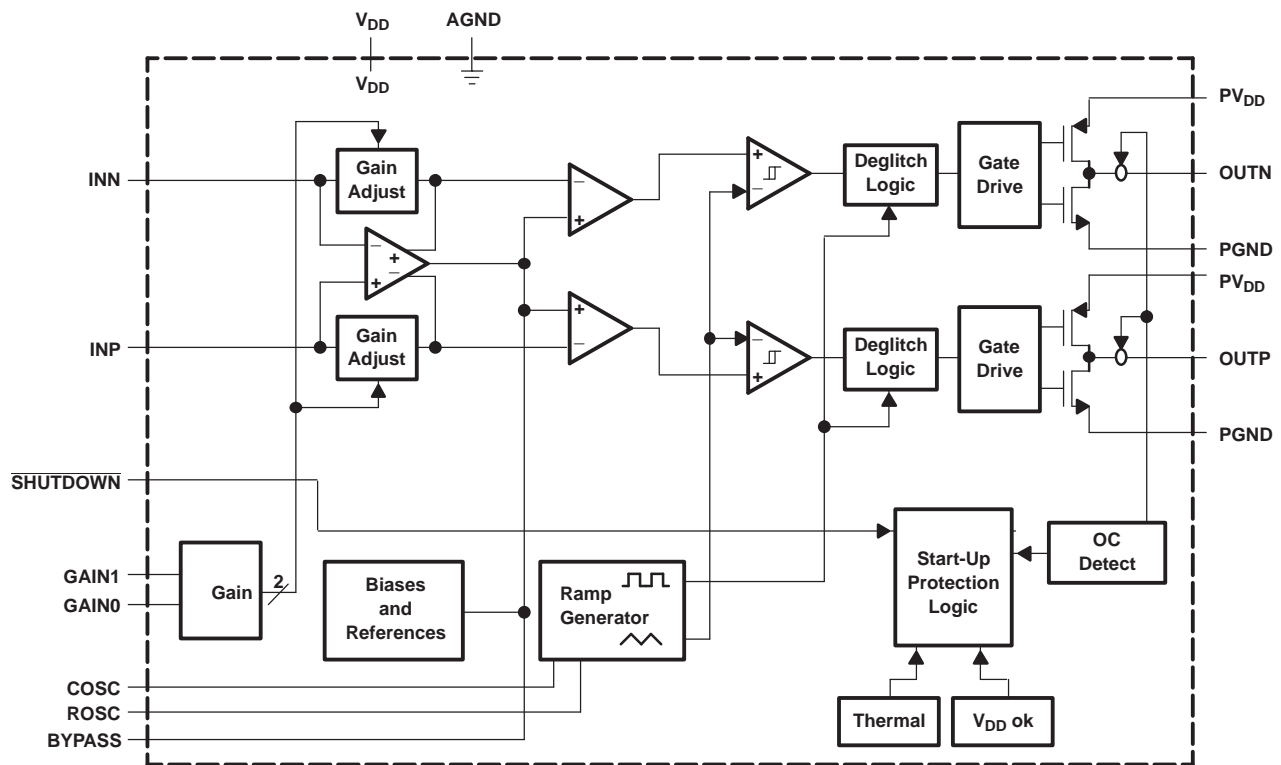 VDD
AGND
VDD
PVDD
INN
Gain
Adjust
−
+
+
−
Deglitch
Logic
Gate
Drive
OUTN
−
+
−
+
PGND
PVDD
INP
Gain
Adjust
+
−
−
+
Deglitch
Logic
Gate
Drive
OUTP
PGND
SHUTDOWN
GAIN1
GAIN0
Gain
2
Biases
and
References
Ramp
Generator
Start-Up
Protection
Logic
OC
Detect
COSC
ROSC
BYPASS
Thermal
VDD ok